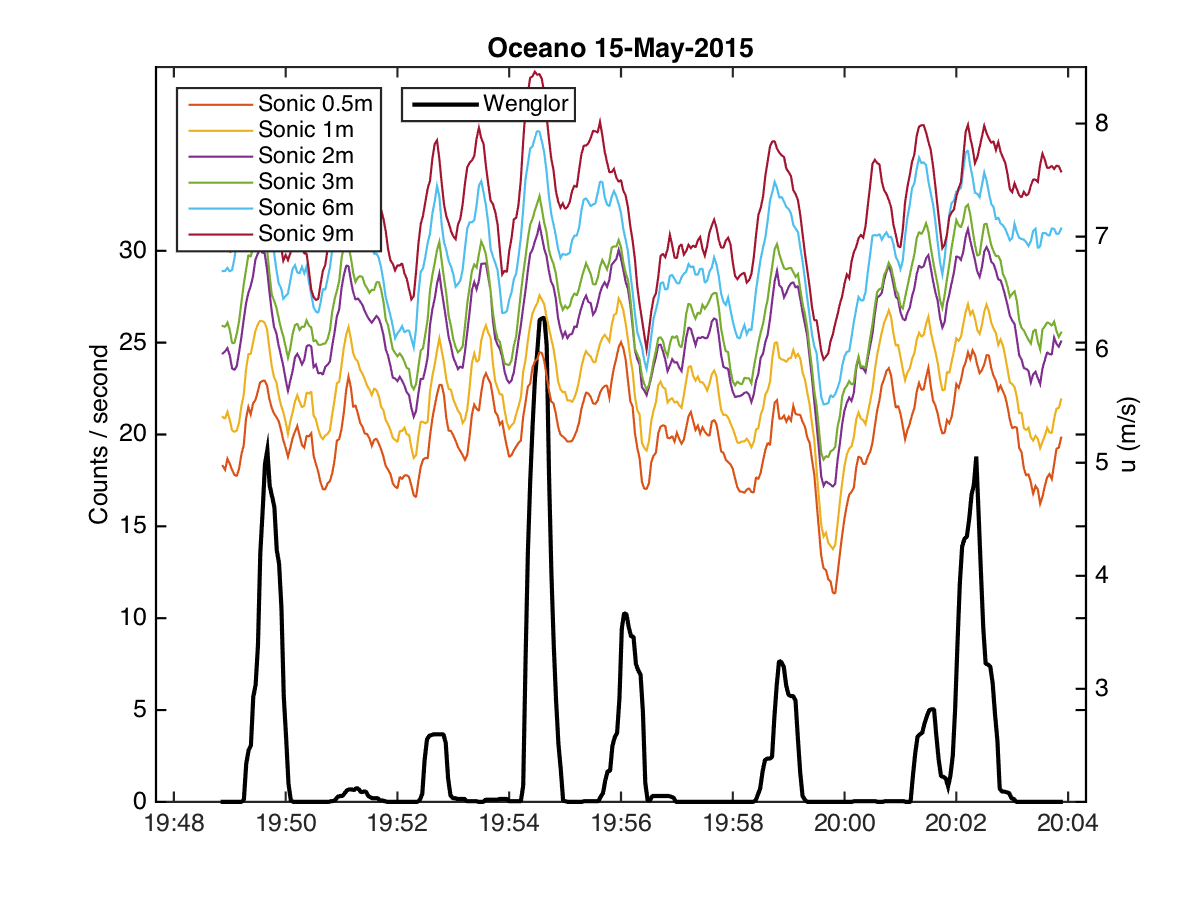 Oceano 15-May-2015
Sonic 0.5m
Sonic 1m
Sonic 2m
Sonic 3m
Sonic 6m
Sonic 9m
Wenglor
Counts / second
30
25
20
15
10
5
0
u (m/s)
8
7
6
5
4
3
19:48 19:50 19:52 19:54 19:56 19:58 20:00 20:02 20:04